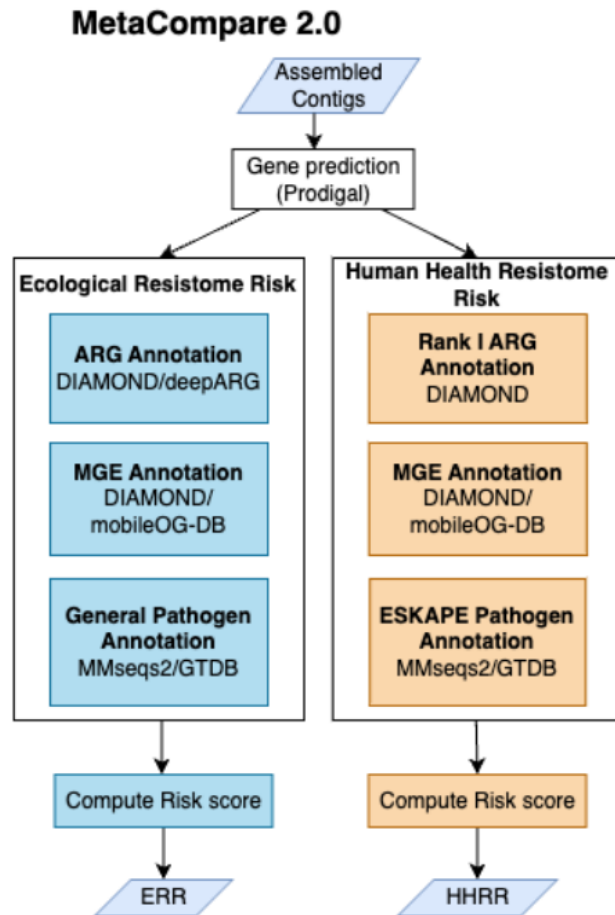 MetaCompare 2.0
Assembled
Contigs
Gene prediction
(Prodigal)
Ecological Resistome Risk
ARG Annotation
DIAMOND/deepARG
MGE Annotation
DIAMOND/
mobileOG-DB
General Pathogen
Annotation
MMseqs2/GTDB
Compute Risk score
ERR
Human Health Resistome
Risk
Rank I ARG
Annotation
DIAMOND
MGE Annotation
DIAMOND/
mobileOG-DB
ESKAPE Pathogen
Annotation
MMseqs2/GTDB
Compute Risk score
HHRR